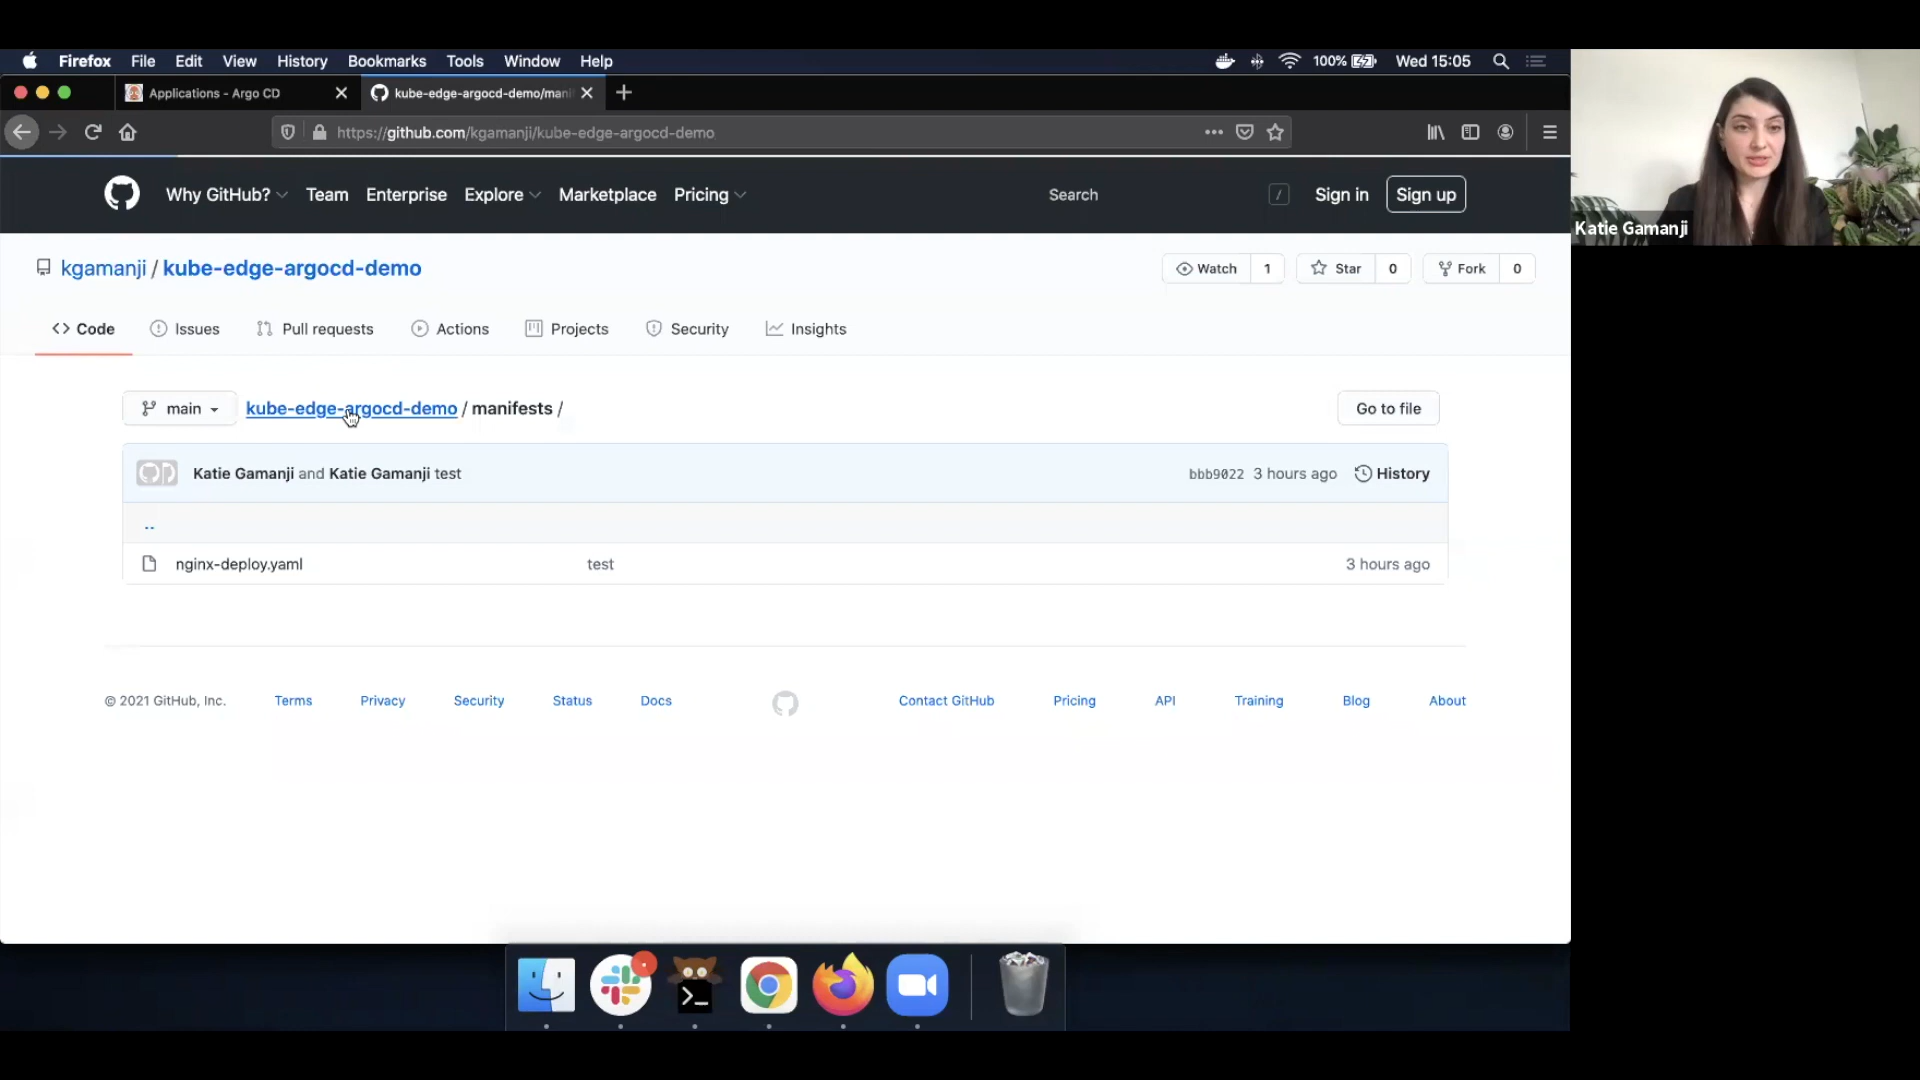 Firefox File Edit View History Bookmarks Tools Window Help 100% Wed 15:05
Applications - Argo CD kube-edge-argocd-demo/mani
https://github.com/kgamanji/kube-edge-argocd-demo
Why GitHub? Team Enterprise Explore Marketplace Pricing Search / Sign in Sign up
Katie Gamanji
kgamanji / kube-edge-argocd-demo Watch 1 Star 0 Fork 0
<> Code Issues Pull requests Actions Projects Security Insights
main kube-edge-argocd-demo / manifests / Go to file
Katie Gamanji and Katie Gamanji test bbb9022 3 hours ago History
..
nginx-deploy.yaml test 3 hours ago
© 2021 GitHub, Inc. Terms Privacy Security Status Docs Contact GitHub Pricing API Training Blog About